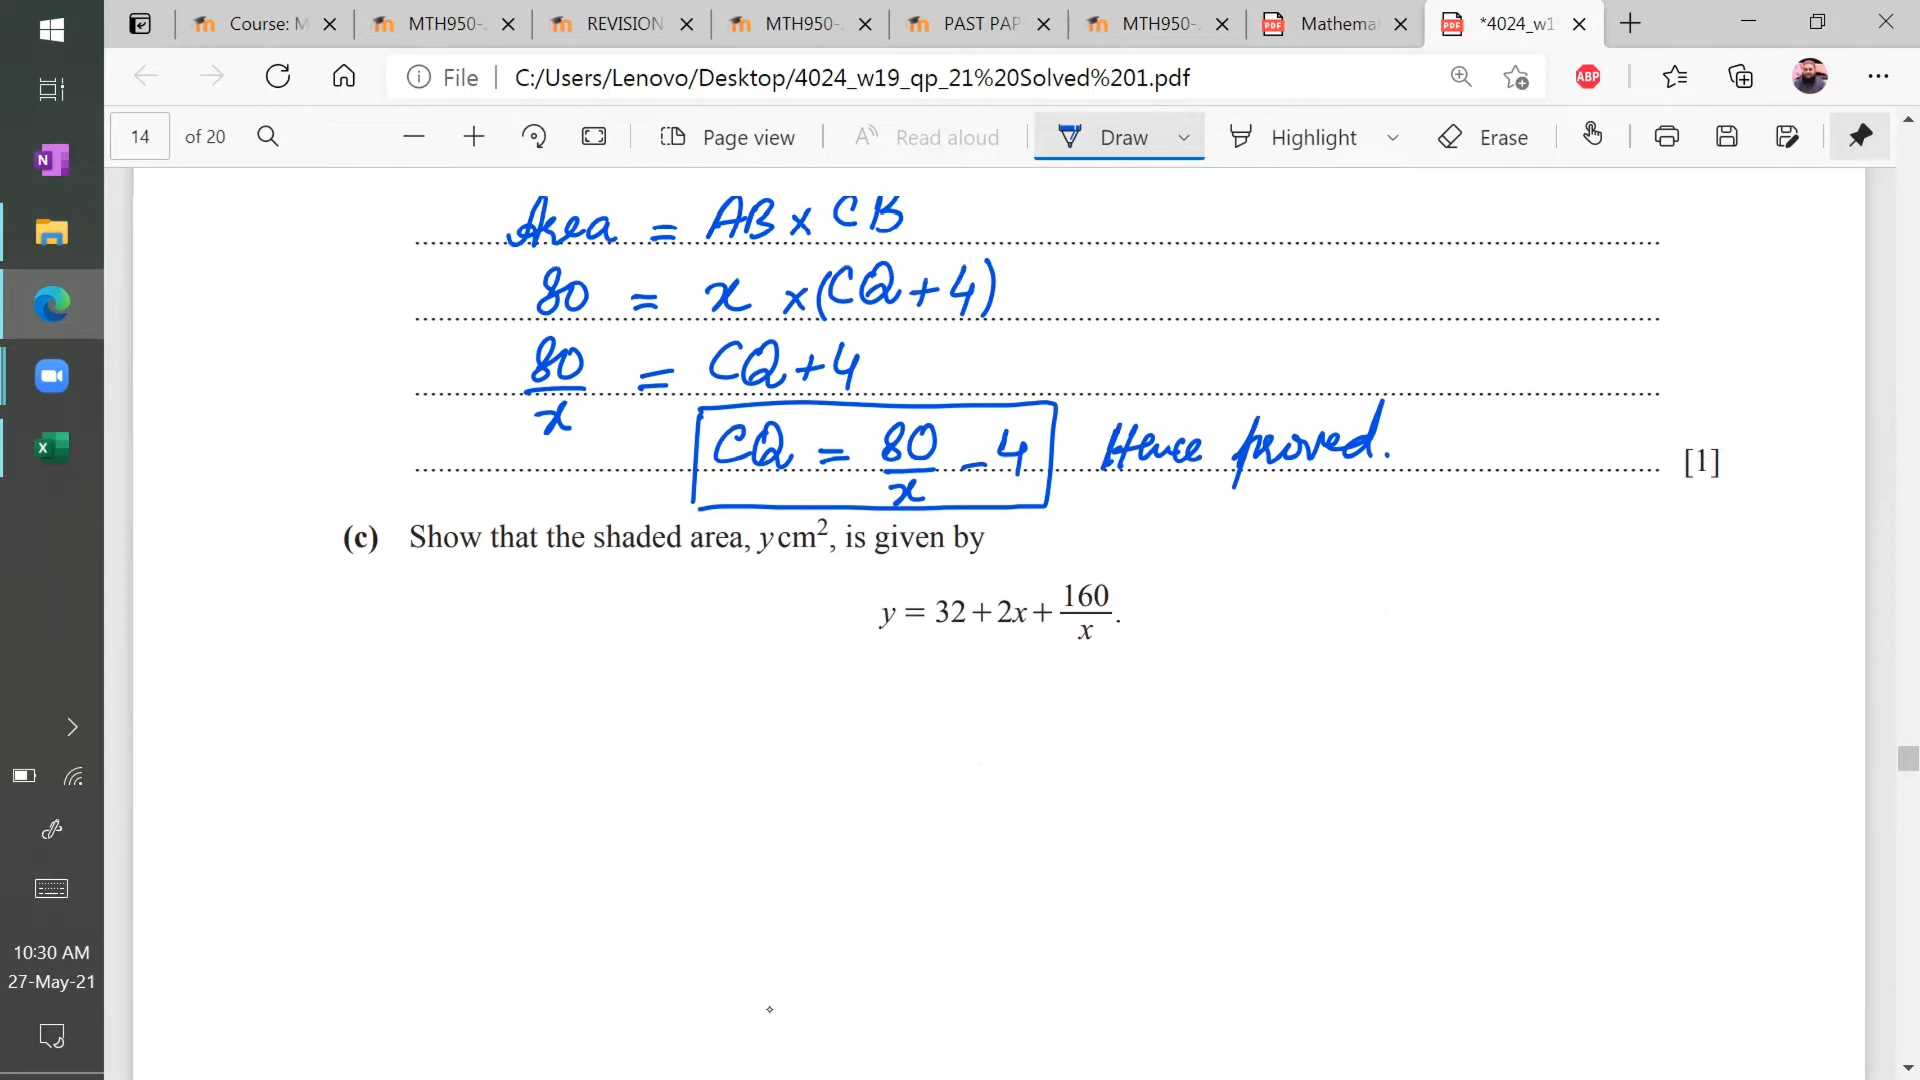 Course: M
MTH950-
REVISION
MTH950-
PAST PAP
MTH950-
Mathema
*4024_w1
File
C:/Users/Lenovo/Desktop/4024_w19_qp_21%20Solved%201.pdf
ABP
14 of 20
Page view
Read aloud
Draw
Highlight
Erase
Area = AB × CB
80 = x × (CQ + 4)
80/x = CQ + 4
CQ = 80/x - 4 Hence proved.
[1]
(c) Show that the shaded area, y cm², is given by
y = 32 + 2x + 160/x.
10:30 AM
27-May-21